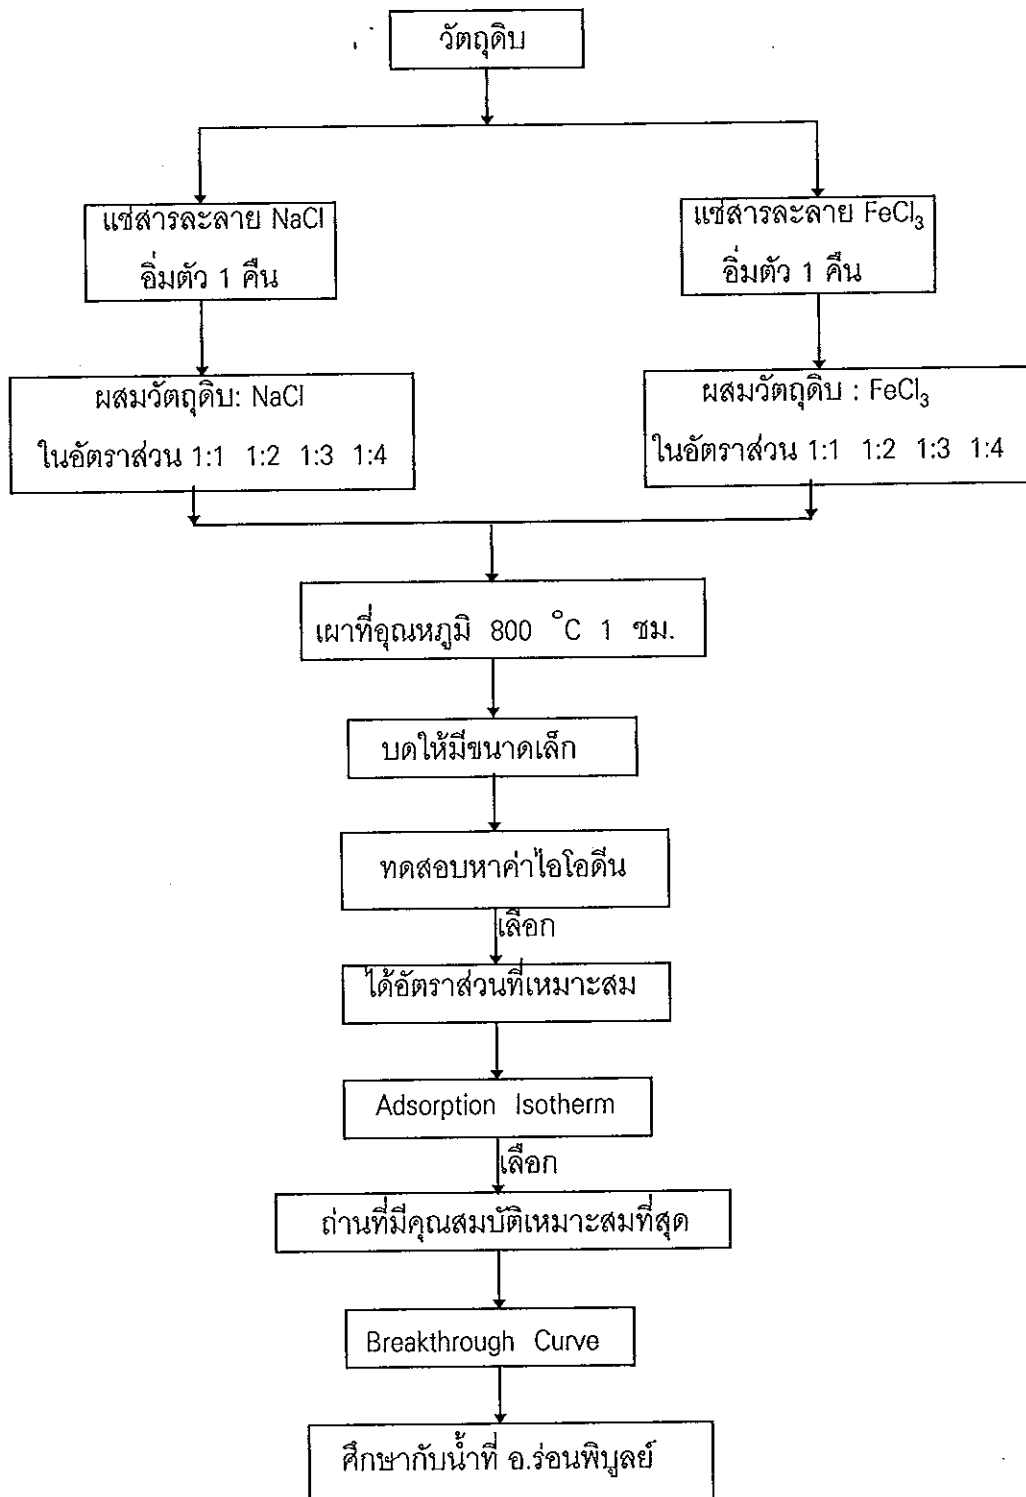 วัตถุดิบ
แช่สารละลาย NaCl
อิ่มตัว 1 คืน
แช่สารละลาย FeCl₃
อิ่มตัว 1 คืน
ผสมวัตถุดิบ: NaCl
ในอัตราส่วน 1:1 1:2 1:3 1:4
ผสมวัตถุดิบ : FeCl₃
ในอัตราส่วน 1:1 1:2 1:3 1:4
เผาที่อุณหภูมิ 800 °C 1 ชม.
บดให้มีขนาดเล็ก
ทดสอบหาค่าไอโอดีน
เลือก
ได้อัตราส่วนที่เหมาะสม
Adsorption Isotherm
เลือก
ถ่านที่มีคุณสมบัติเหมาะสมที่สุด
Breakthrough Curve
ศึกษากับน้ำที่ อ.ร่อนพิบูลย์